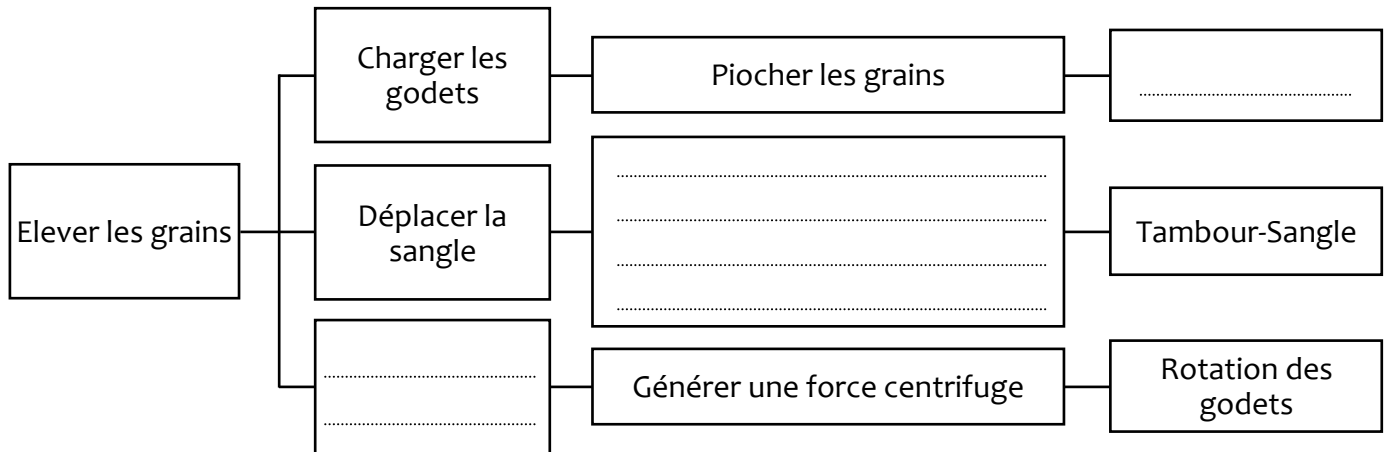 Charger les
godets
Piocher les grains
Elever les grains
Déplacer la
sangle
Tambour-Sangle
Générer une force centrifuge
Rotation des
godets